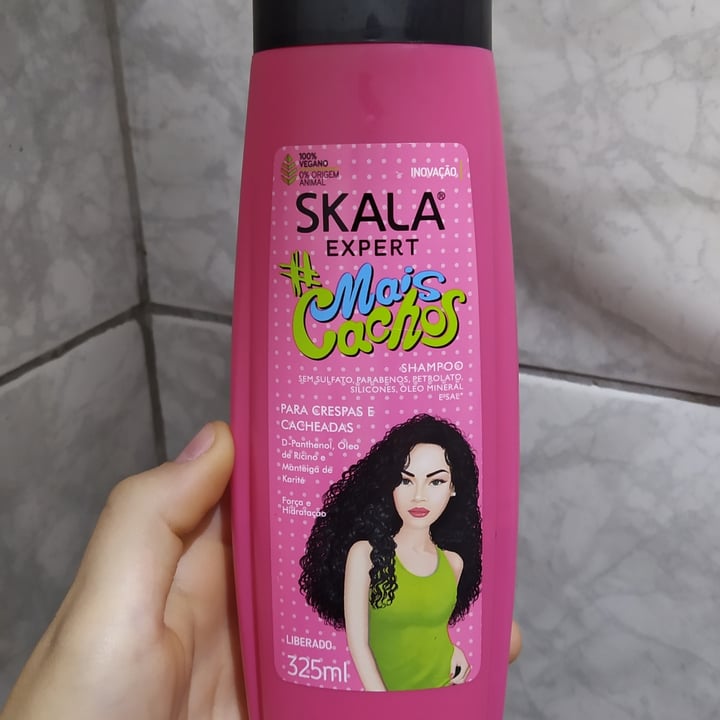 100%
VEGANO
0% ORIGEM
ANIMAL
INOVAÇÃO
SKALA®
EXPERT
#Mais
Cachos
SHAMPOO
SEM SULFATO, PARABENOS, PETROLATO,
SILICONES, ÓLEO MINERAL
E SAL*
PARA CRESPAS E
CACHEADAS
D-Panthenol, Óleo
de Rícino e
Manteiga de
Karité
Força e
Hidratação
LIBERADO
325ml